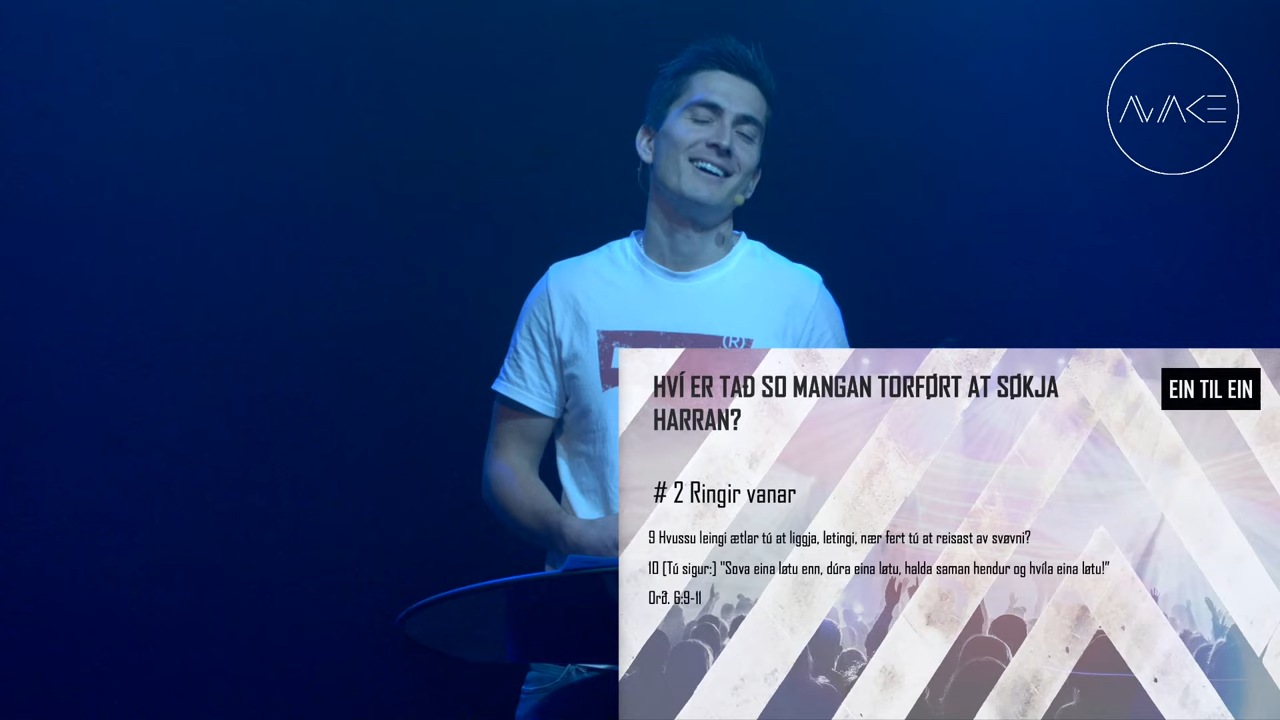 AWAKE
(R)
HVÍ ER TAÐ SO MANGAN TORFØRT AT SØKJA
HARRAN?
EIN TIL EIN
# 2 Ringir vanar
9 Hvussu leingi ætlar tú at liggja, letingi, nær fert tú at reisast av svøvni?
10 [Tú sigur:] "Sova eina løtu enn, dúra eina løtu, halda saman hendur og hvíla eina løtu!"
Orð. 6:9-11